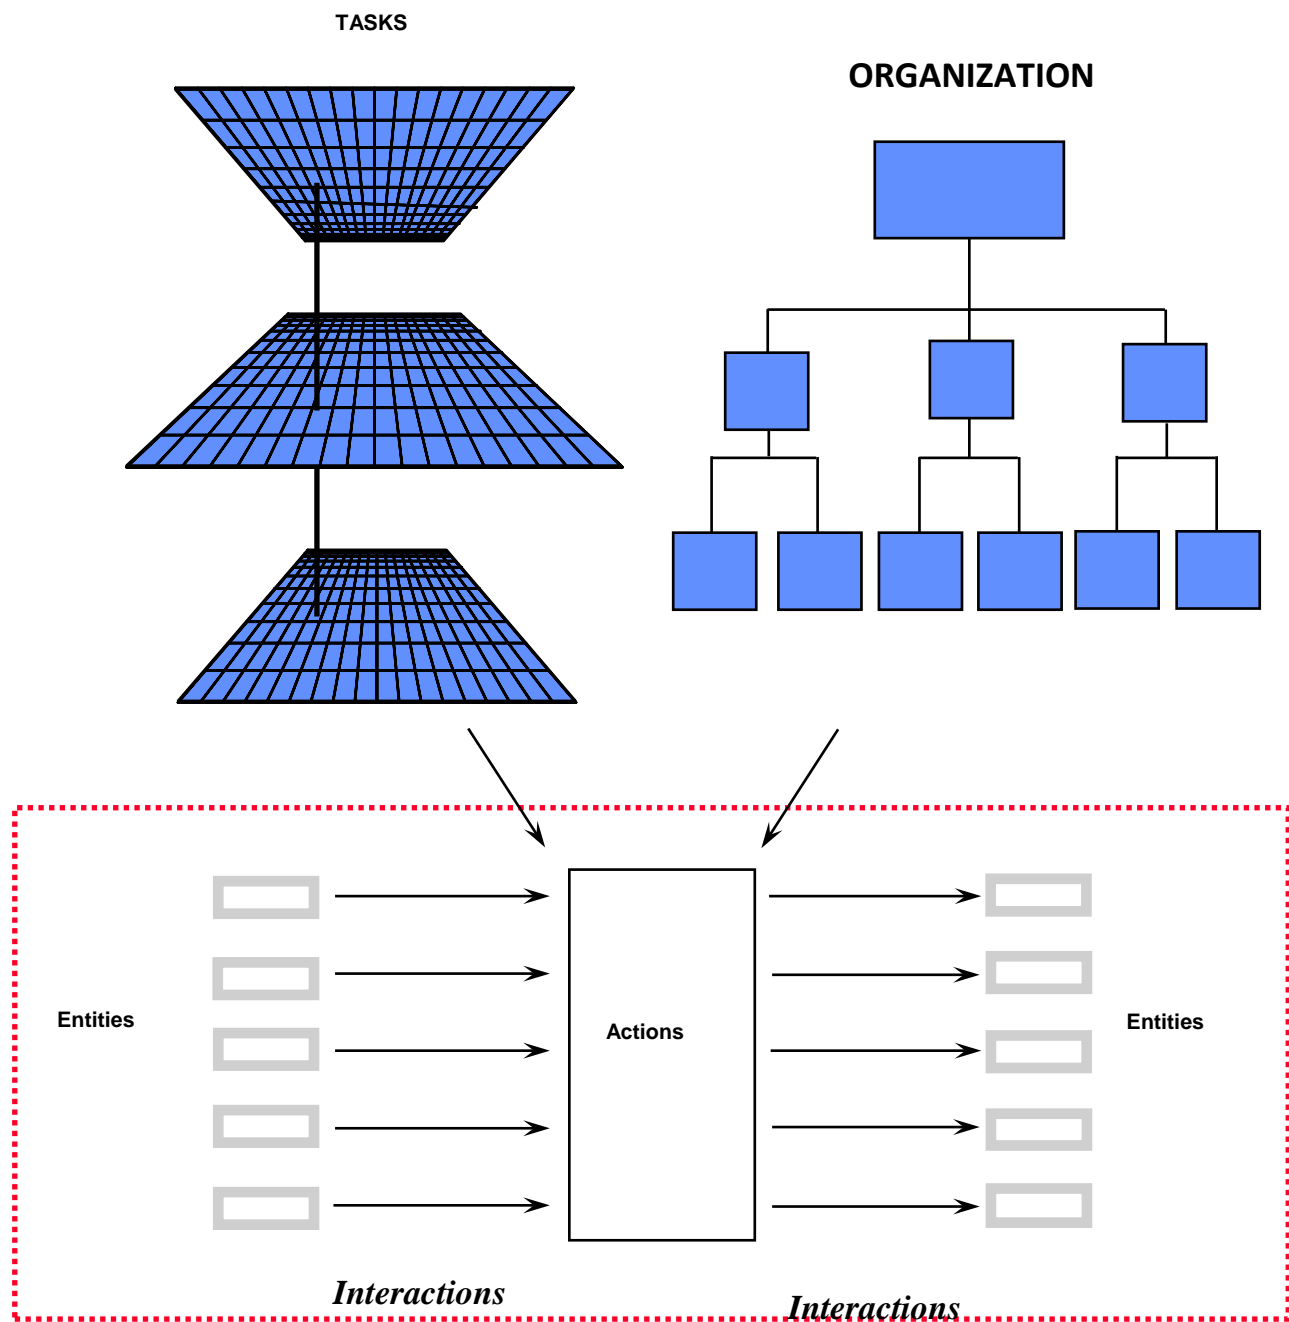 TASKS
ORGANIZATION
Entities
Actions
Entities
Interactions
Interactions